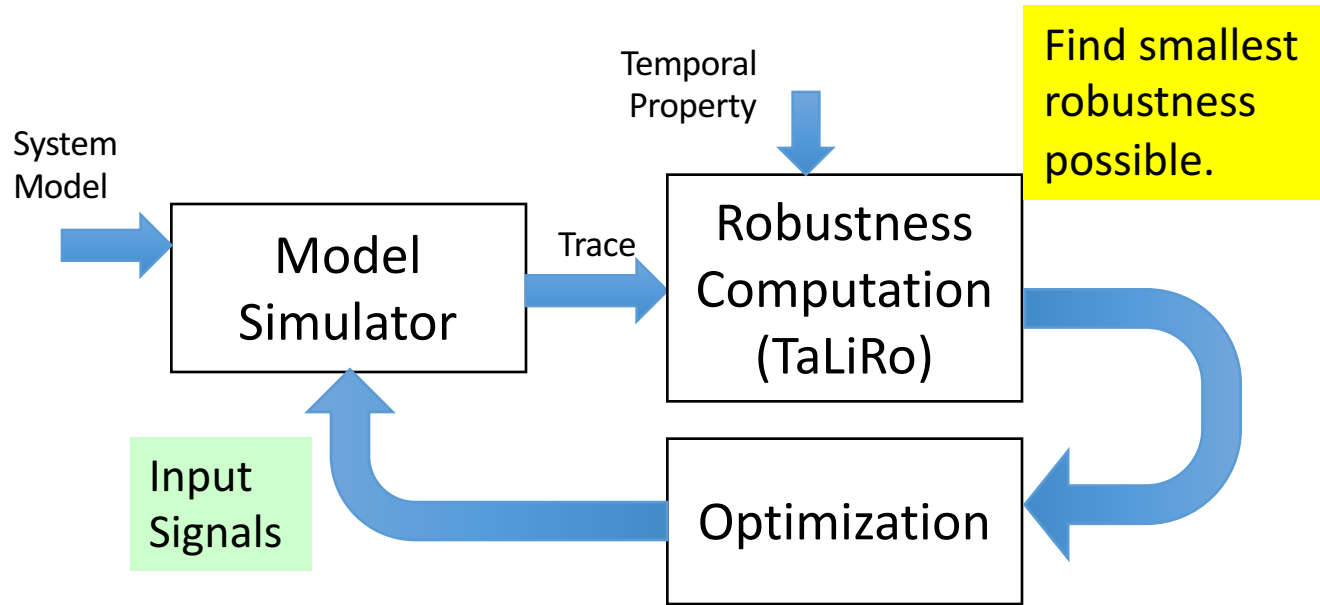 System
Model
Model
Simulator
Trace
Temporal
Property
Robustness
Computation
(TaLiRo)
Find smallest
robustness
possible.
Optimization
Input
Signals